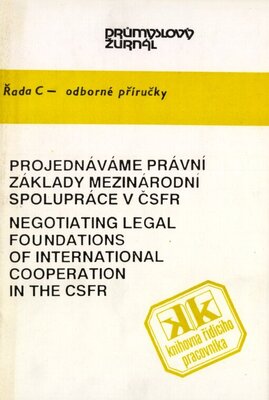 PRŮMYSLOVÝ
ŽURNÁL
Řada C — odborné příručky
PROJEDNÁVÁME PRÁVNÍ
ZÁKLADY MEZINÁRODNÍ
SPOLUPRÁCE V ČSFR
NEGOTIATING LEGAL
FOUNDATIONS
OF INTERNATIONAL
COOPERATION
IN THE CSFR
KK
knihovna řídicího
pracovníka